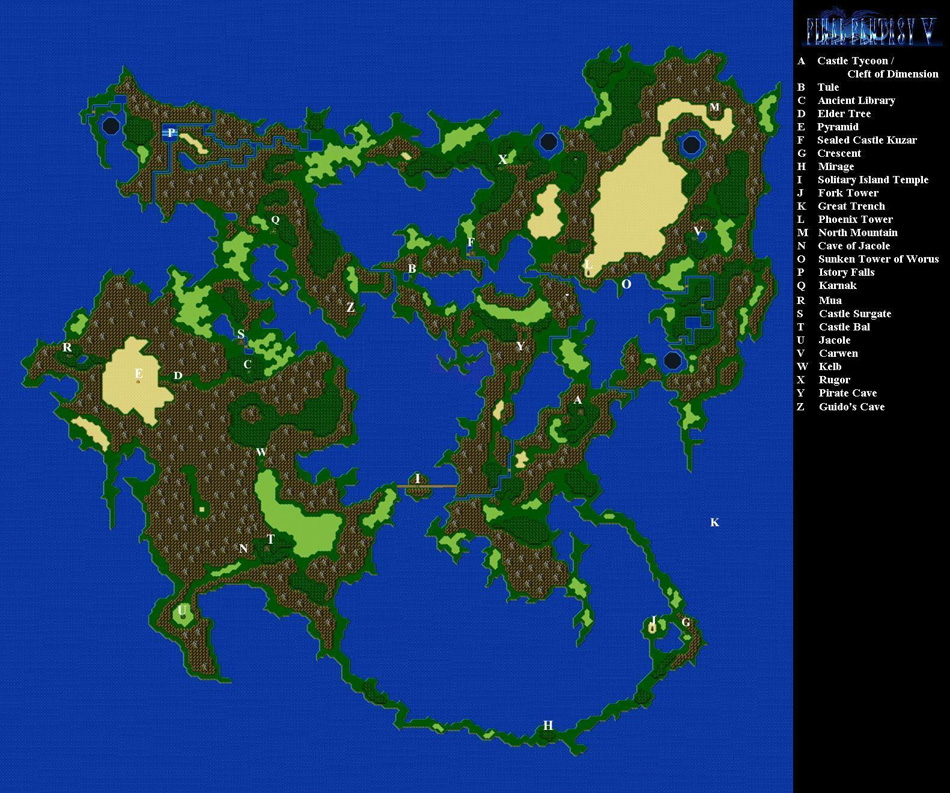 M
P
X
Q
V
F
B
L
O
Z
S
Y
R
C
E
D
A
W
I
K
T
N
U
J
G
H
FINAL FANTASY V
A Castle Tycoon /
Cleft of Dimension
B Tule
C Ancient Library
D Elder Tree
E Pyramid
F Sealed Castle Kuzar
G Crescent
H Mirage
I Solitary Island Temple
J Fork Tower
K Great Trench
L Phoenix Tower
M North Mountain
N Cave of Jacole
O Sunken Tower of Worus
P Istory Falls
Q Karnak
R Mua
S Castle Surgate
T Castle Bal
U Jacole
V Carwen
W Kelb
X Rugor
Y Pirate Cave
Z Guido's Cave